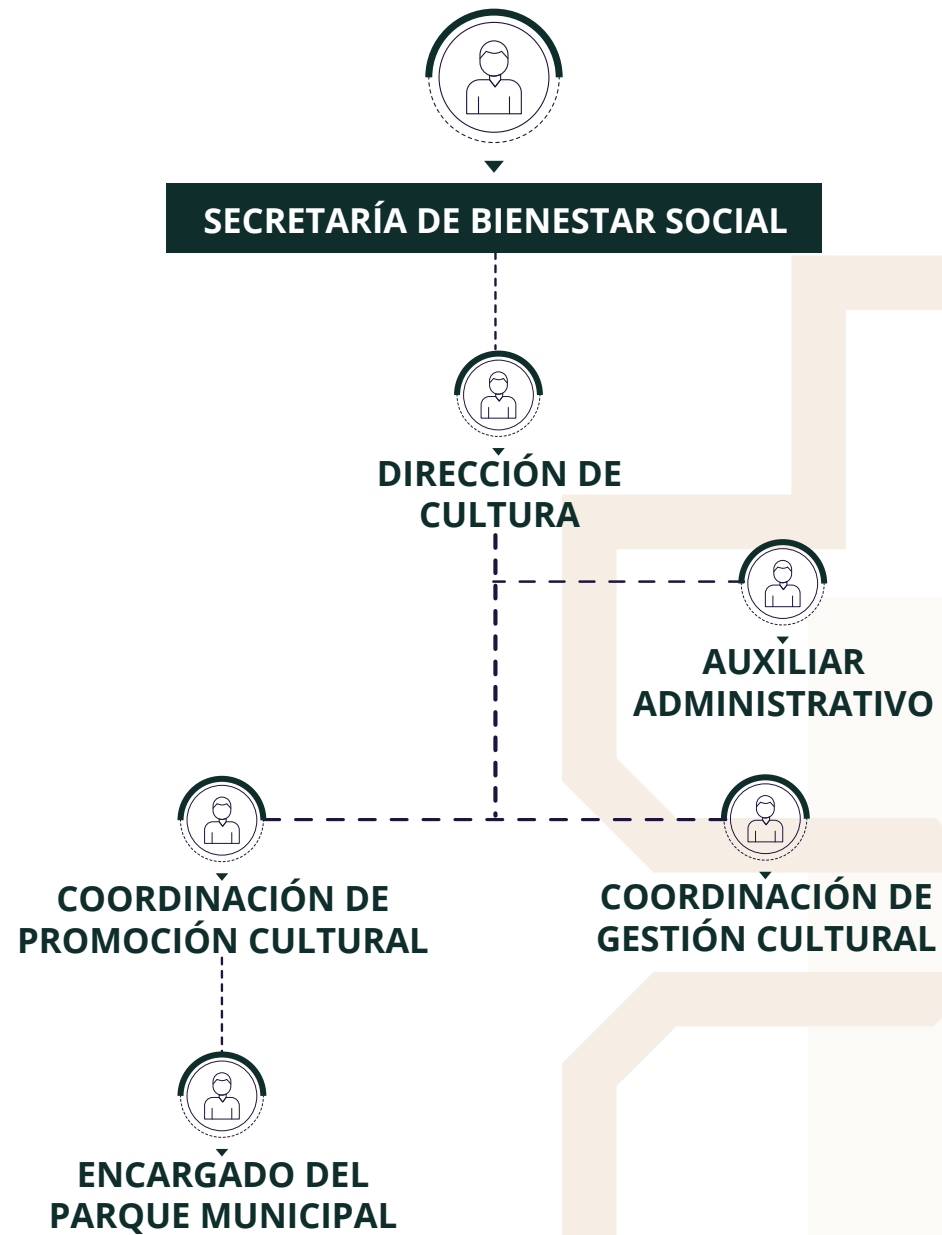 SECRETARÍA DE BIENESTAR SOCIAL
DIRECCIÓN DE
CULTURA
AUXILIAR
ADMINISTRATIVO
COORDINACIÓN DE
PROMOCIÓN CULTURAL
COORDINACIÓN DE
GESTIÓN CULTURAL
ENCARGADO DEL
PARQUE MUNICIPAL